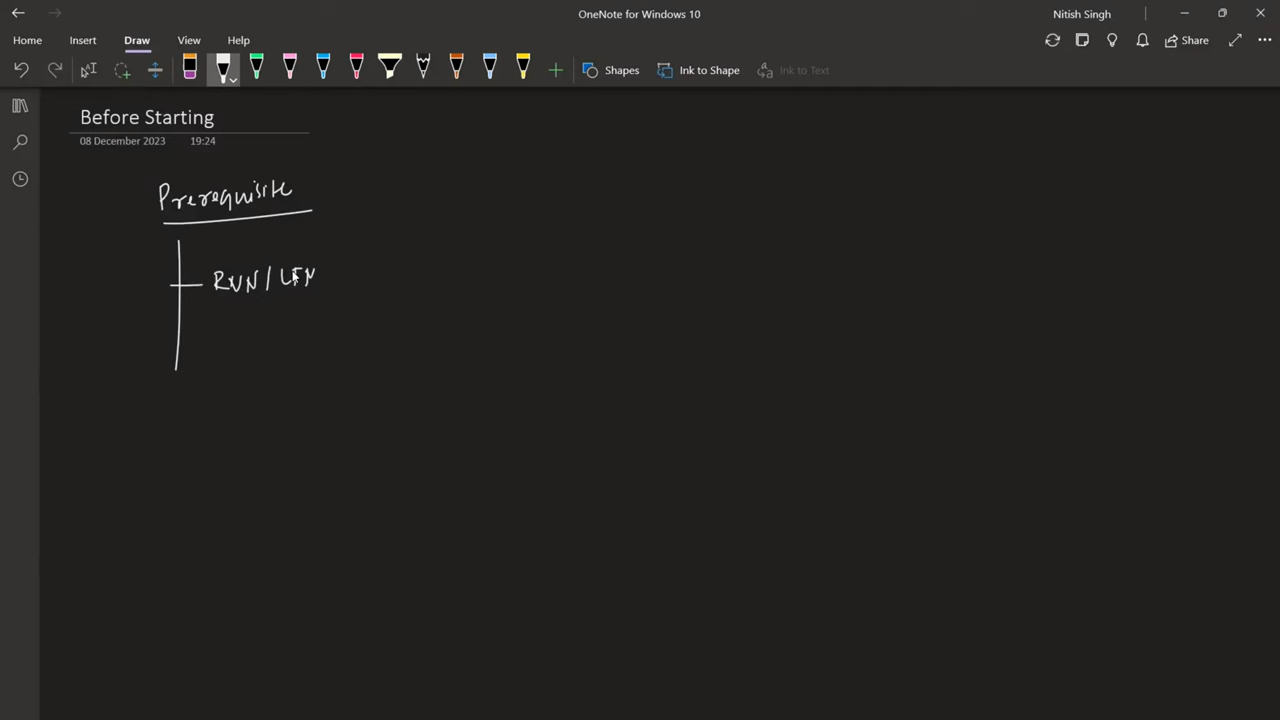 OneNote for Windows 10
Nitish Singh
Home Insert Draw View Help
Share
Shapes Ink to Shape Ink to Text
Before Starting
08 December 2023 19:24
Prerequisite
RNN /